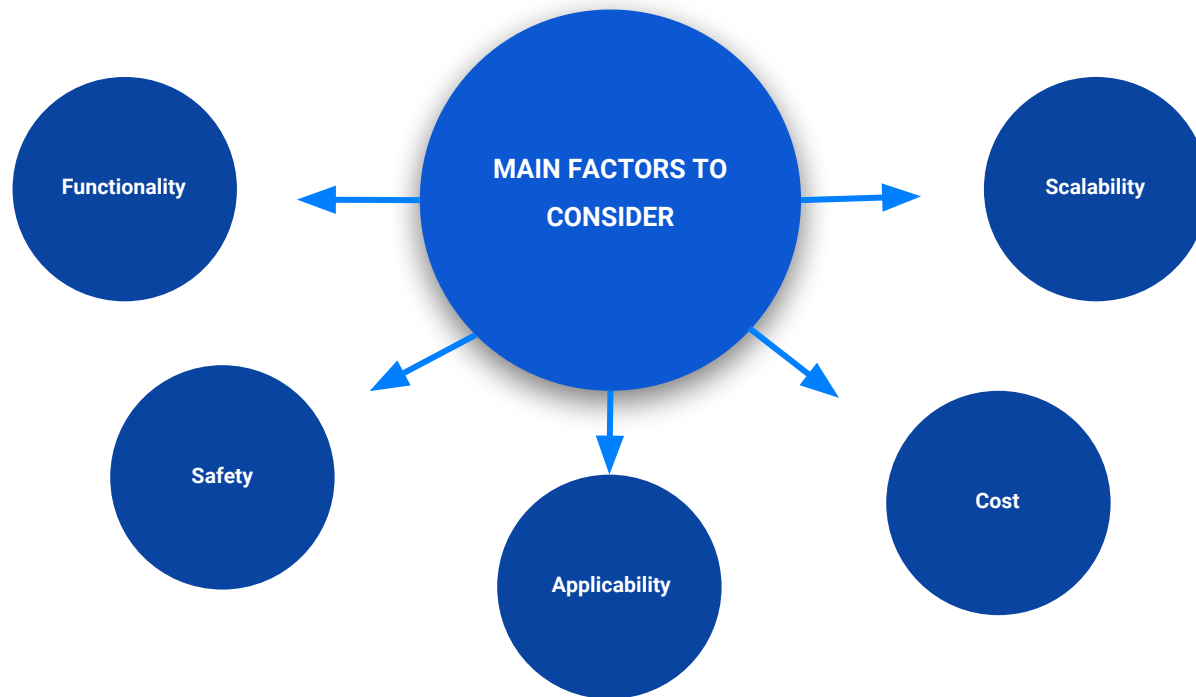 MAIN FACTORS TO
CONSIDER
Functionality
Scalability
Safety
Cost
Applicability